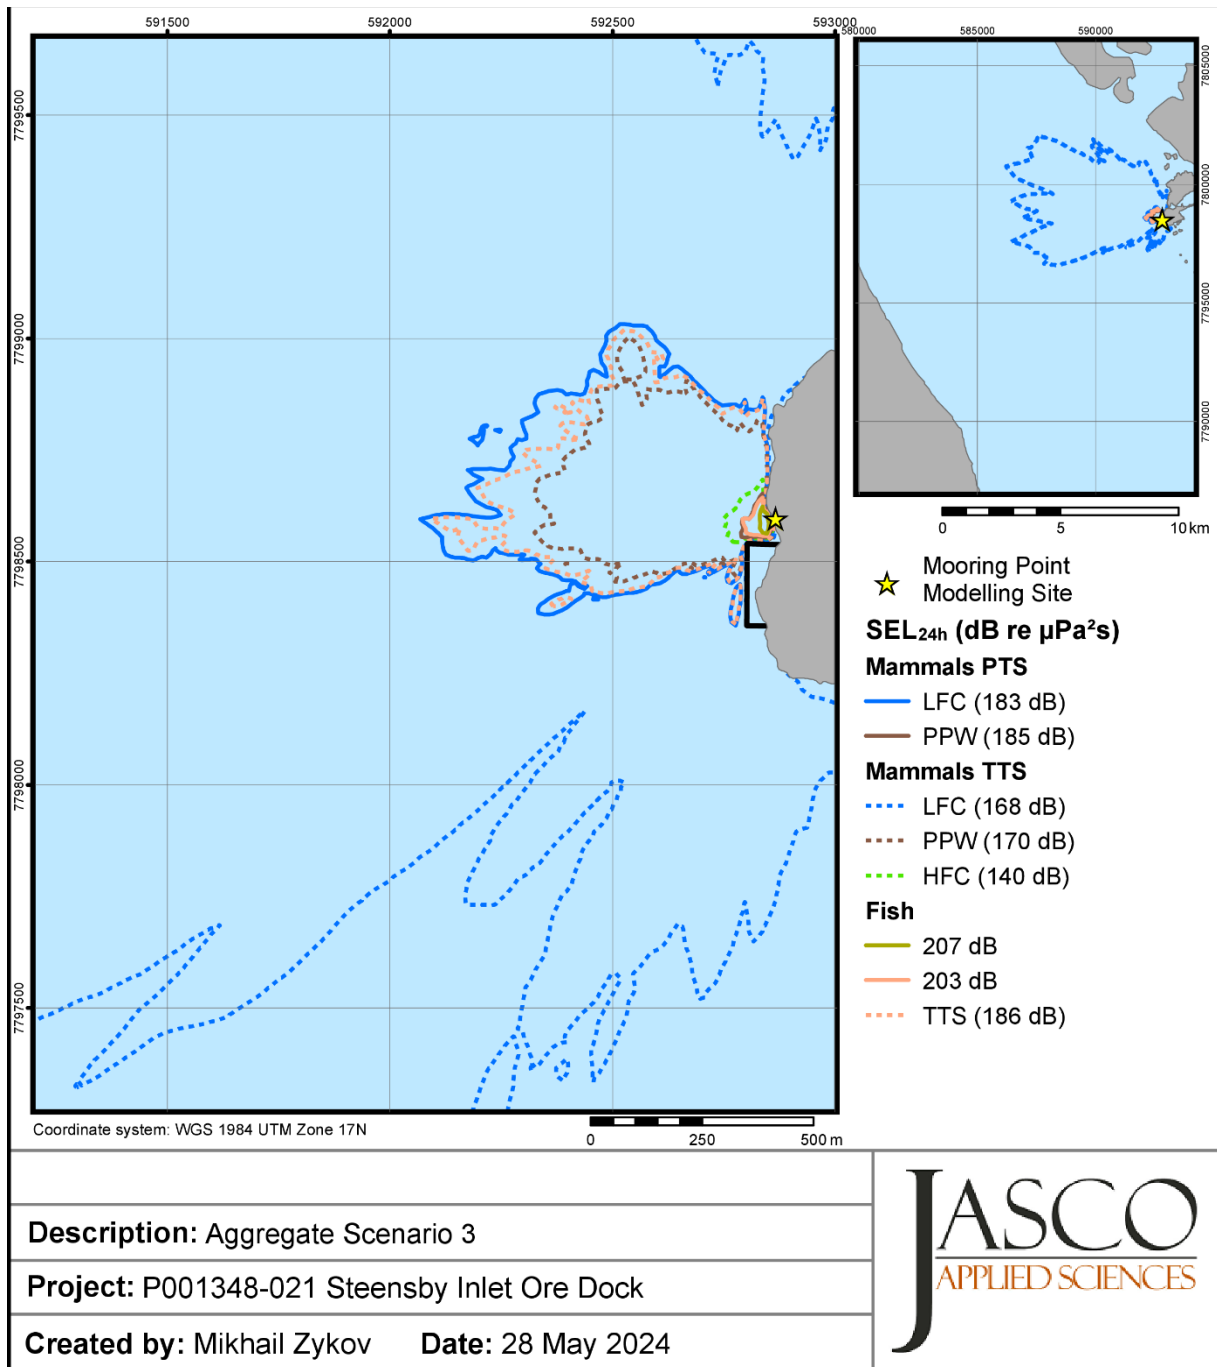 591500
592000
592500
593000
580000
585000
590000
7799500
7799000
7798500
7798000
7797500
7805000
7800000
7795000
7790000
0
5
10 km
Mooring Point
Modelling Site
SEL24h (dB re µPa²s)
Mammals PTS
LFC (183 dB)
PPW (185 dB)
Mammals TTS
LFC (168 dB)
PPW (170 dB)
HFC (140 dB)
Fish
207 dB
203 dB
TTS (186 dB)
Coordinate system: WGS 1984 UTM Zone 17N
0
250
500 m
Description: Aggregate Scenario 3
Project: P001348-021 Steensby Inlet Ore Dock
Created by: Mikhail Zykov Date: 28 May 2024
JASCO
APPLIED SCIENCES